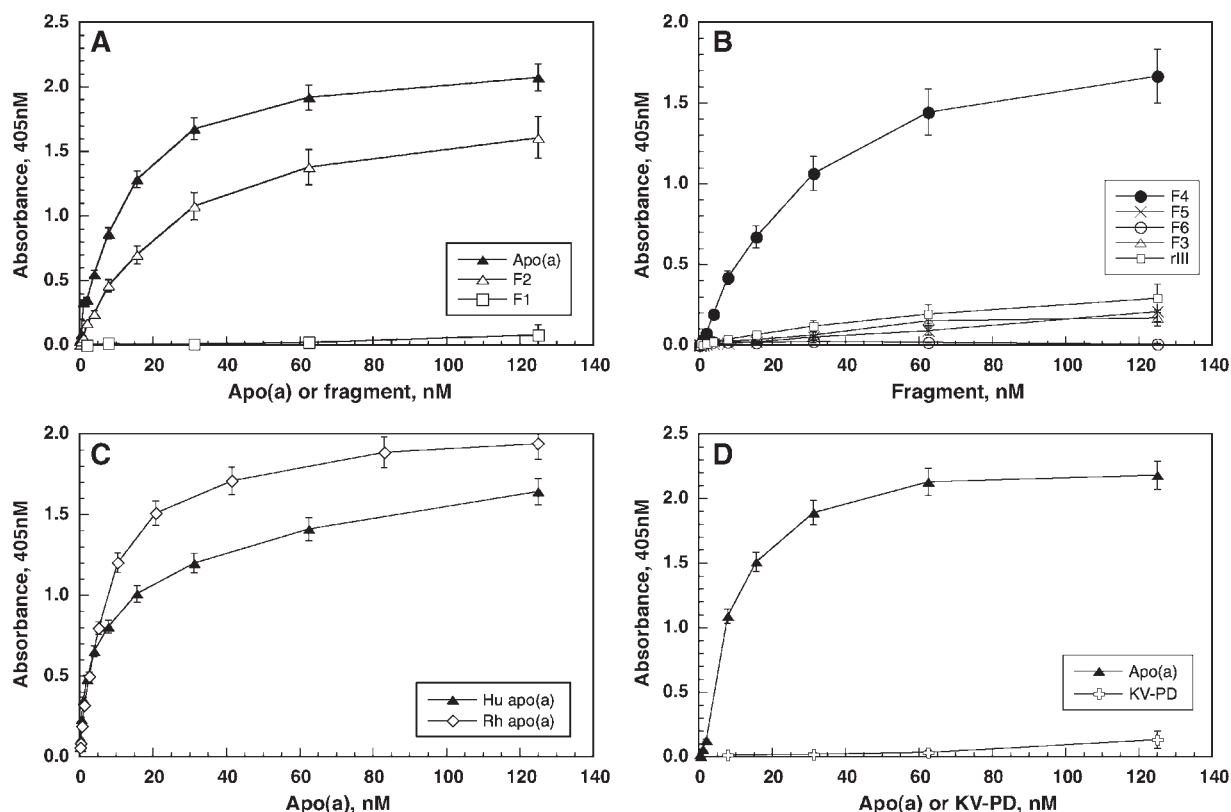 A
Absorbance, 405nM
2.5
2.0
1.5
1.0
0.5
0.0
Apo(a)
F2
F1
0 20 40 60 80 100 120 140
Apo(a) or fragment, nM
B
Absorbance, 405nM
2.0
1.5
1.0
0.5
0.0
F4
F5
F6
F3
rIII
0 20 40 60 80 100 120 140
Fragment, nM
C
Absorbance, 405nM
2.0
1.5
1.0
0.5
0.0
Hu apo(a)
Rh apo(a)
0 20 40 60 80 100 120 140
Apo(a), nM
D
Absorbance, 405nM
2.5
2.0
1.5
1.0
0.5
0.0
Apo(a)
KV-PD
0 20 40 60 80 100 120 140
Apo(a) or KV-PD, nM